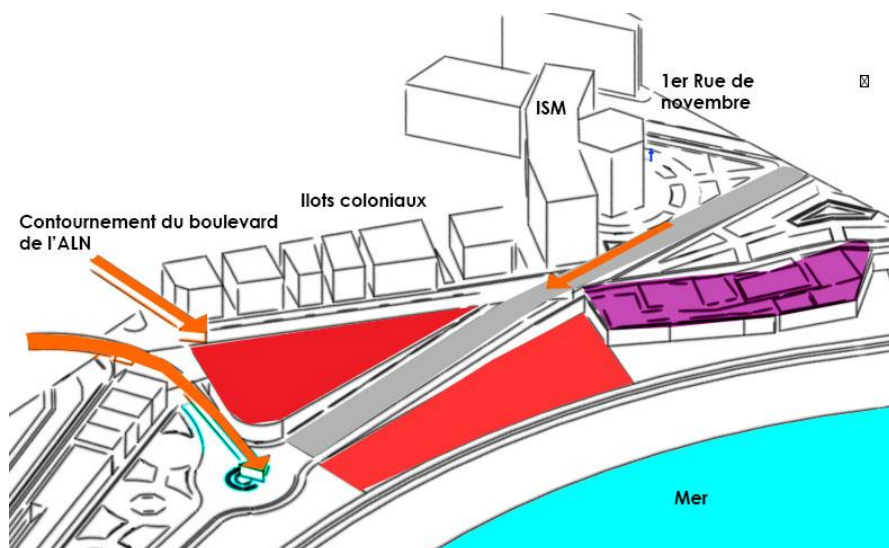 1er Rue de
novembre
ISM
Ilots coloniaux
Contournement du boulevard
de l'ALN
Mer